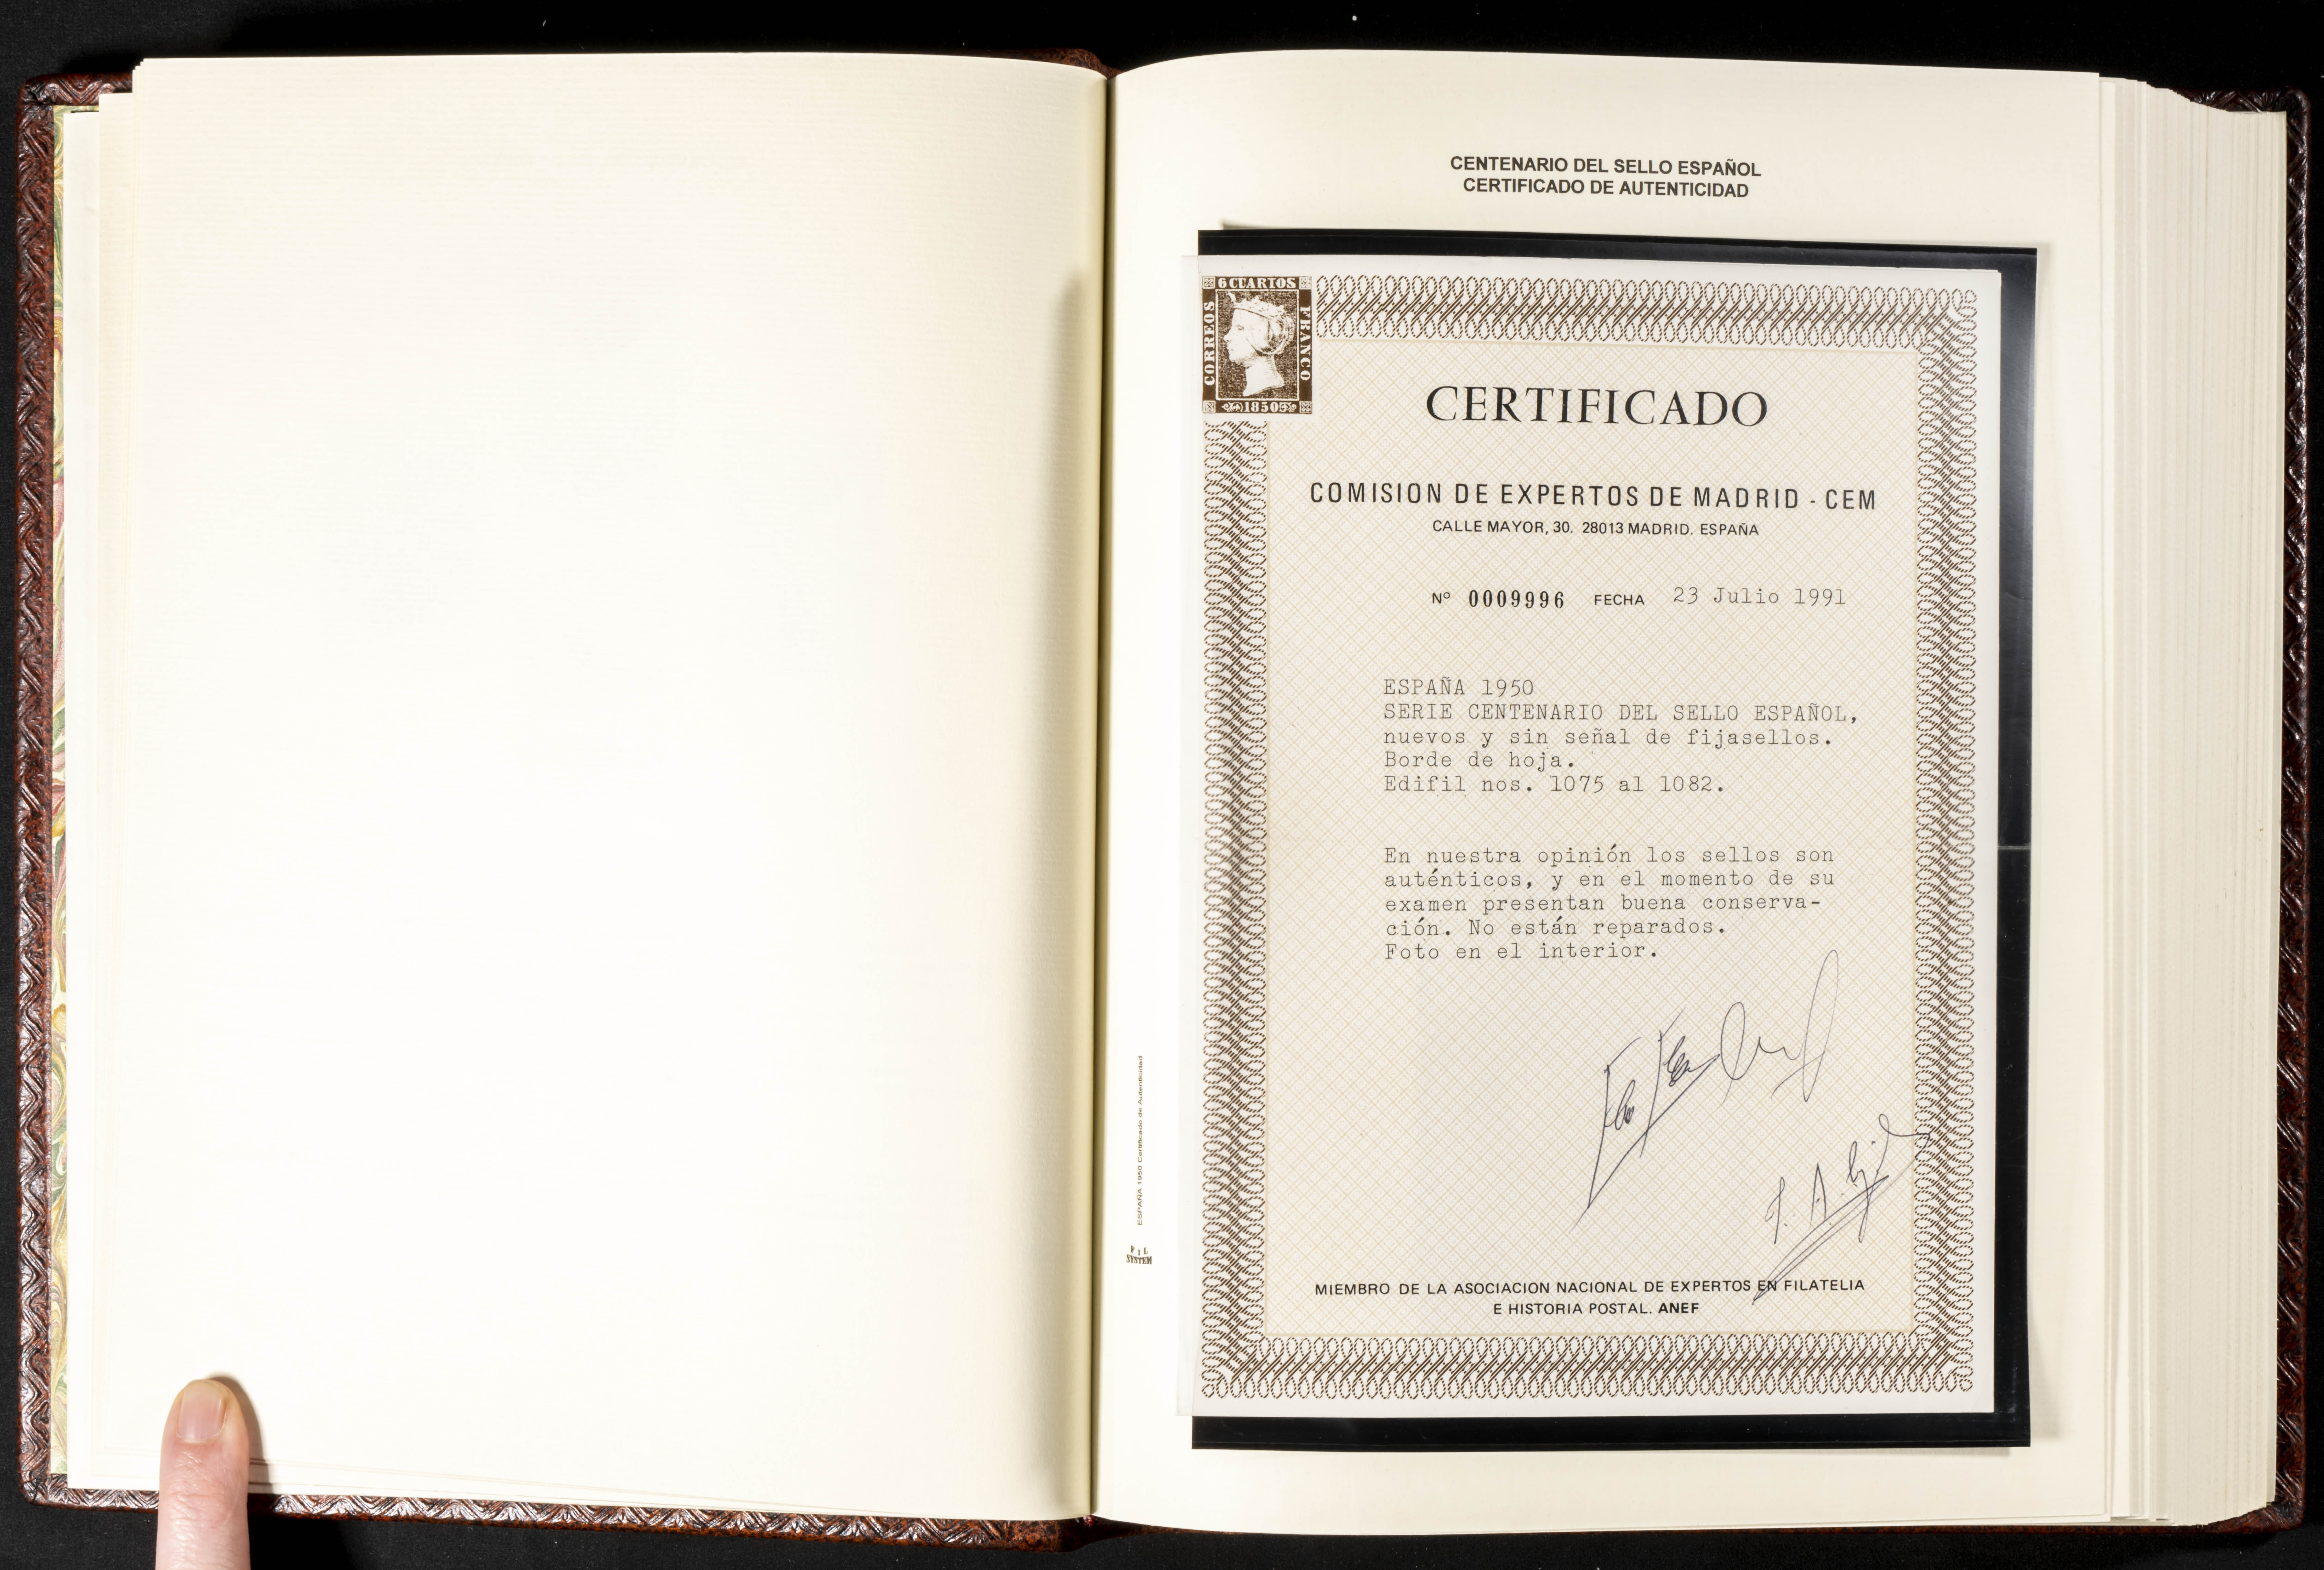 CENTENARIO DEL SELLO ESPAÑOL
CERTIFICADO DE AUTENTICIDAD
6 CUARIOS
CORREOS
FRANCO
1850
CERTIFICADO
COMISION DE EXPERTOS DE MADRID - CEM
CALLE MAYOR, 30. 28013 MADRID. ESPAÑA
Nº 0009996 FECHA 23 Julio 1991
ESPAÑA 1950
SERIE CENTENARIO DEL SELLO ESPAÑOL,
nuevos y sin señal de fijasellos.
Borde de hoja.
Edifil nos. 1075 al 1082.
En nuestra opinión los sellos son
auténticos, y en el momento de su
examen presentan buena conserva-
ción. No están reparados.
Foto en el interior.
MIEMBRO DE LA ASOCIACION NACIONAL DE EXPERTOS EN FILATELIA
E HISTORIA POSTAL. ANEF
ESPAÑA 1950 Certificado de Autenticidad
FIL
SYSTEM